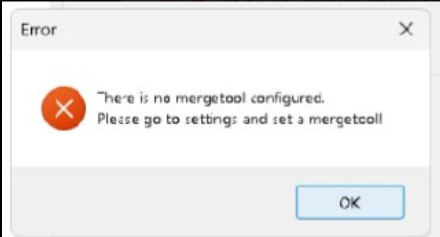 Error
There is no mergetool configured.
Please go to settings and set a mergetool!
OK